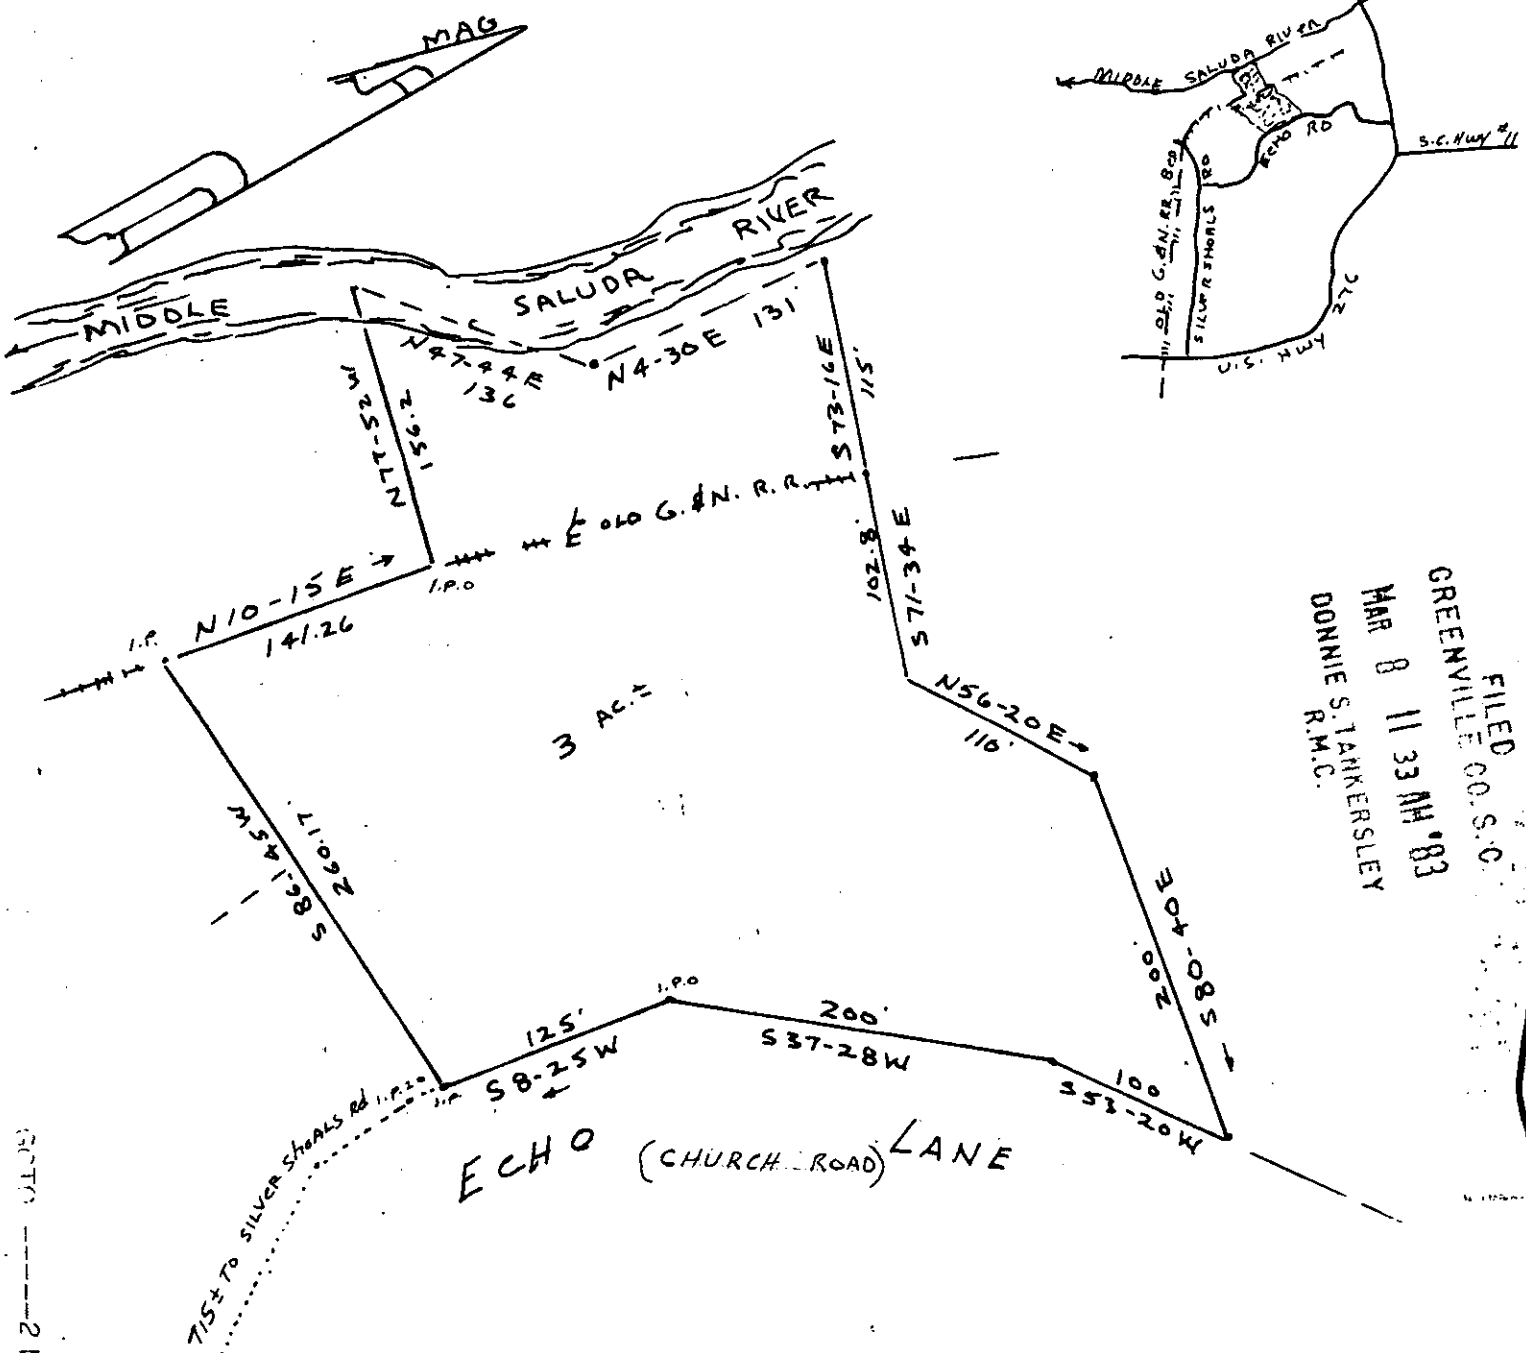 MAG
MIDDLE SALUDA RIVER
S.C. HWY #11
ECHO RD
OLD G.&N. RR. Bed
SILVER SHOALS RD
U.S. HWY 276
MIDDLE SALUDA RIVER
N47-44E
136
N4-30E 131'
N77-52W
156.2
S73-16E
115'
℄ OLD G.&N. R.R.
I.P.O
N10-15E
141.26
I.P.
102.8'
S71-34E
N56-20E
110'
3 AC.±
S86-45W
260.17'
S80-40E
200'
I.P.O
125'
S8-25W
200'
S37-28W
100
S53-20W
I.P.
ECHO (CHURCH ROAD) LANE
715± TO SILVER SHOALS Rd
FILED
GREENVILLE CO. S.C.
MAR 8 11 33 AM '83
DONNIE S. TANKERSLEY
R.M.C.